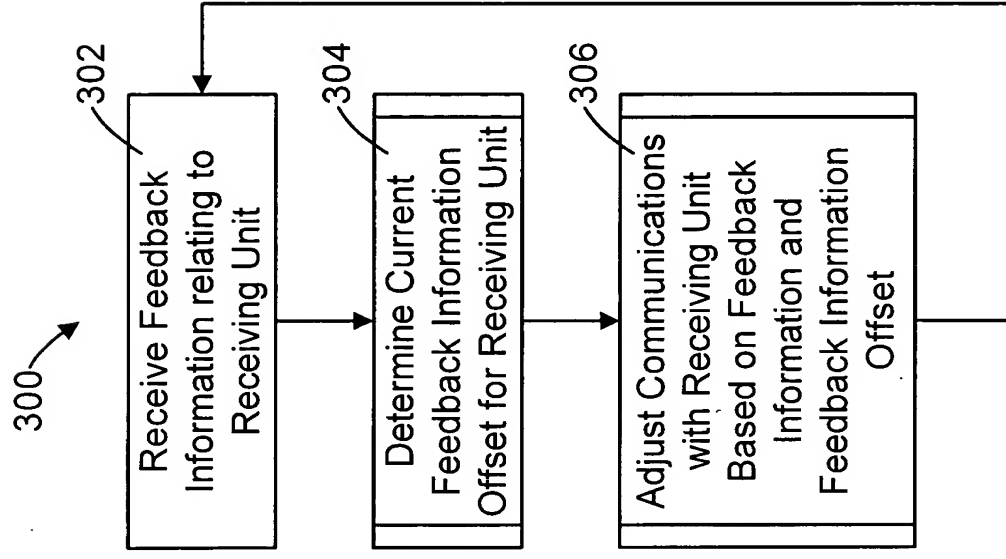 300
302
Receive Feedback
Information relating to
Receiving Unit
304
Determine Current
Feedback Information
Offset for Receiving Unit
306
Adjust Communications
with Receiving Unit
Based on Feedback
Information and
Feedback Information
Offset